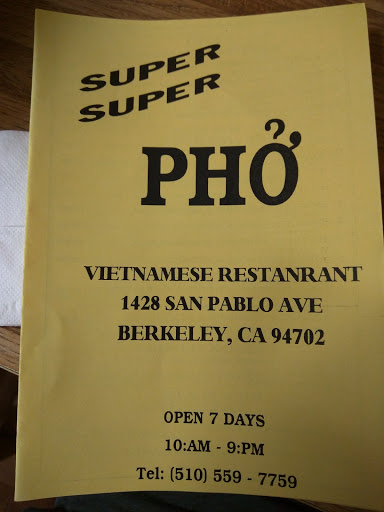 SUPER
SUPER
PHỞ
VIETNAMESE RESTANRANT
1428 SAN PABLO AVE
BERKELEY, CA 94702
OPEN 7 DAYS
10:AM - 9:PM
Tel: (510) 559 - 7759